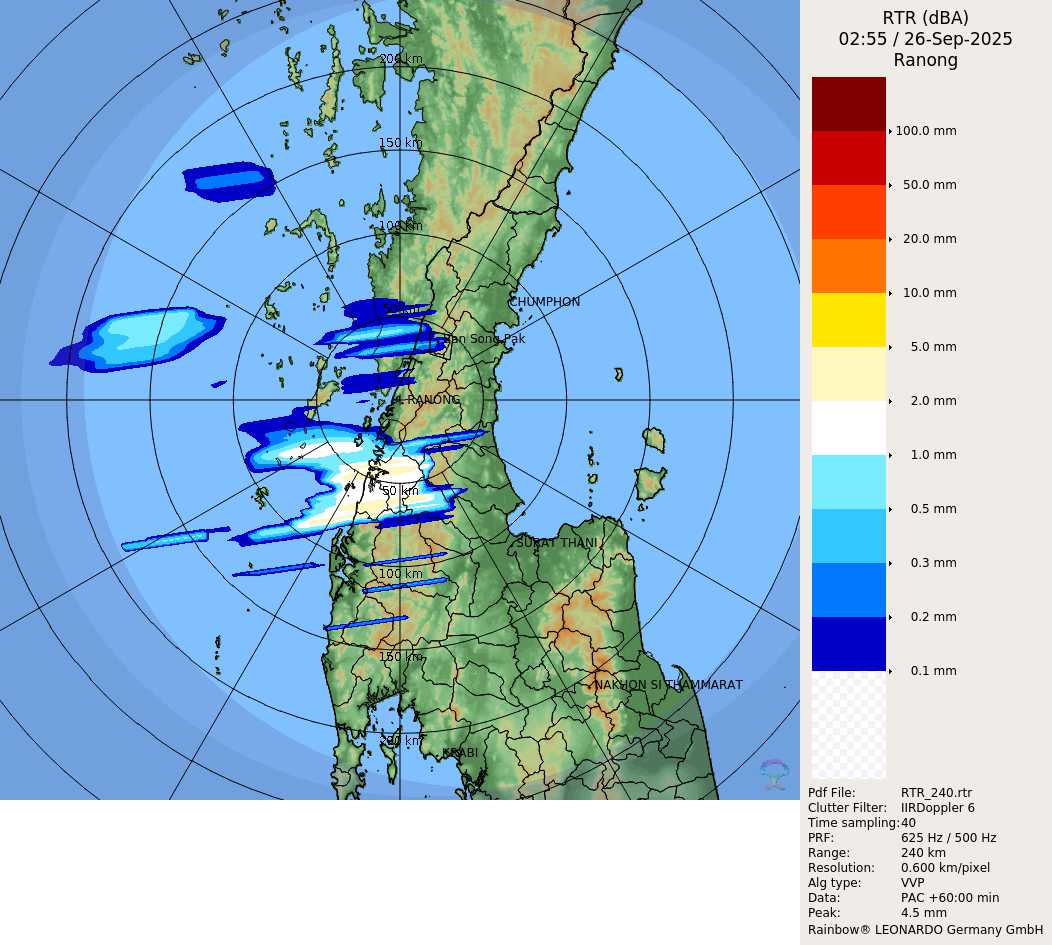 RTR (dBA)
02:55 / 26-Sep-2025
Ranong
100.0 mm
50.0 mm
20.0 mm
10.0 mm
5.0 mm
2.0 mm
1.0 mm
0.5 mm
0.3 mm
0.2 mm
0.1 mm
Pdf File: RTR_240.rtr
Clutter Filter: IIRDoppler 6
Time sampling:40
PRF: 625 Hz / 500 Hz
Range: 240 km
Resolution: 0.600 km/pixel
Alg type: VVP
Data: PAC +60:00 min
Peak: 4.5 mm
Rainbow® LEONARDO Germany GmbH
200 km
150 km
100 km
CHUMPHON
50 km
Ban Song Pak
RANONG
50 km
SURAT THANI
100 km
150 km
NAKHON SI THAMMARAT
200 km
KRABI